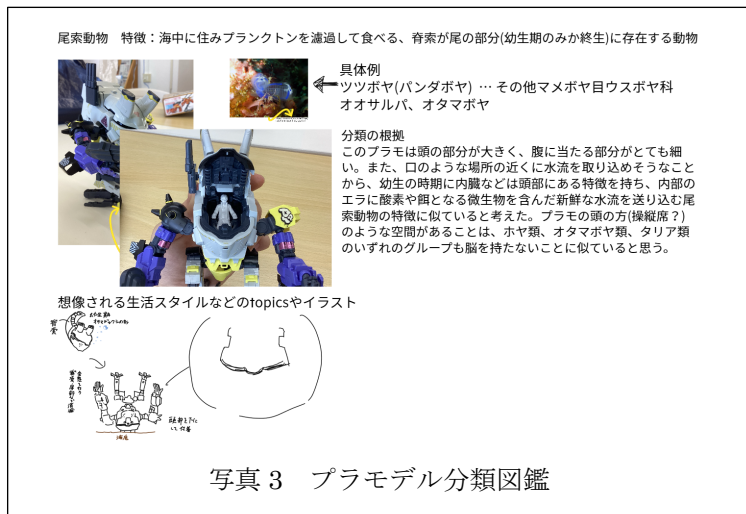 尾索動物　特徴：海中に住みプランクトンを濾過して食べる、脊索が尾の部分(幼生期のみか終生)に存在する動物
具体例
ツツボヤ(パンダボヤ) … その他マメボヤ目ウスボヤ科
オオサルパ、オタマボヤ
分類の根拠
このプラモは頭の部分が大きく、腹に当たる部分がとても細
い。また、口のような場所の近くに水流を取り込めそうなこと
から、幼生の時期に内臓などは頭部にある特徴を持ち、内部の
エラに酸素や餌となる微生物を含んだ新鮮な水流を送り込む尾
索動物の特徴に似ていると考えた。プラモの頭の方(操縦席？)
のような空間があることは、ホヤ類、オタマボヤ類、タリア類
のいずれのグループも脳を持たないことに似ていると思う。
想像される生活スタイルなどのtopicsやイラスト
脊索
頭部を下に
して 付着
海底
写真 3　プラモデル分類図鑑